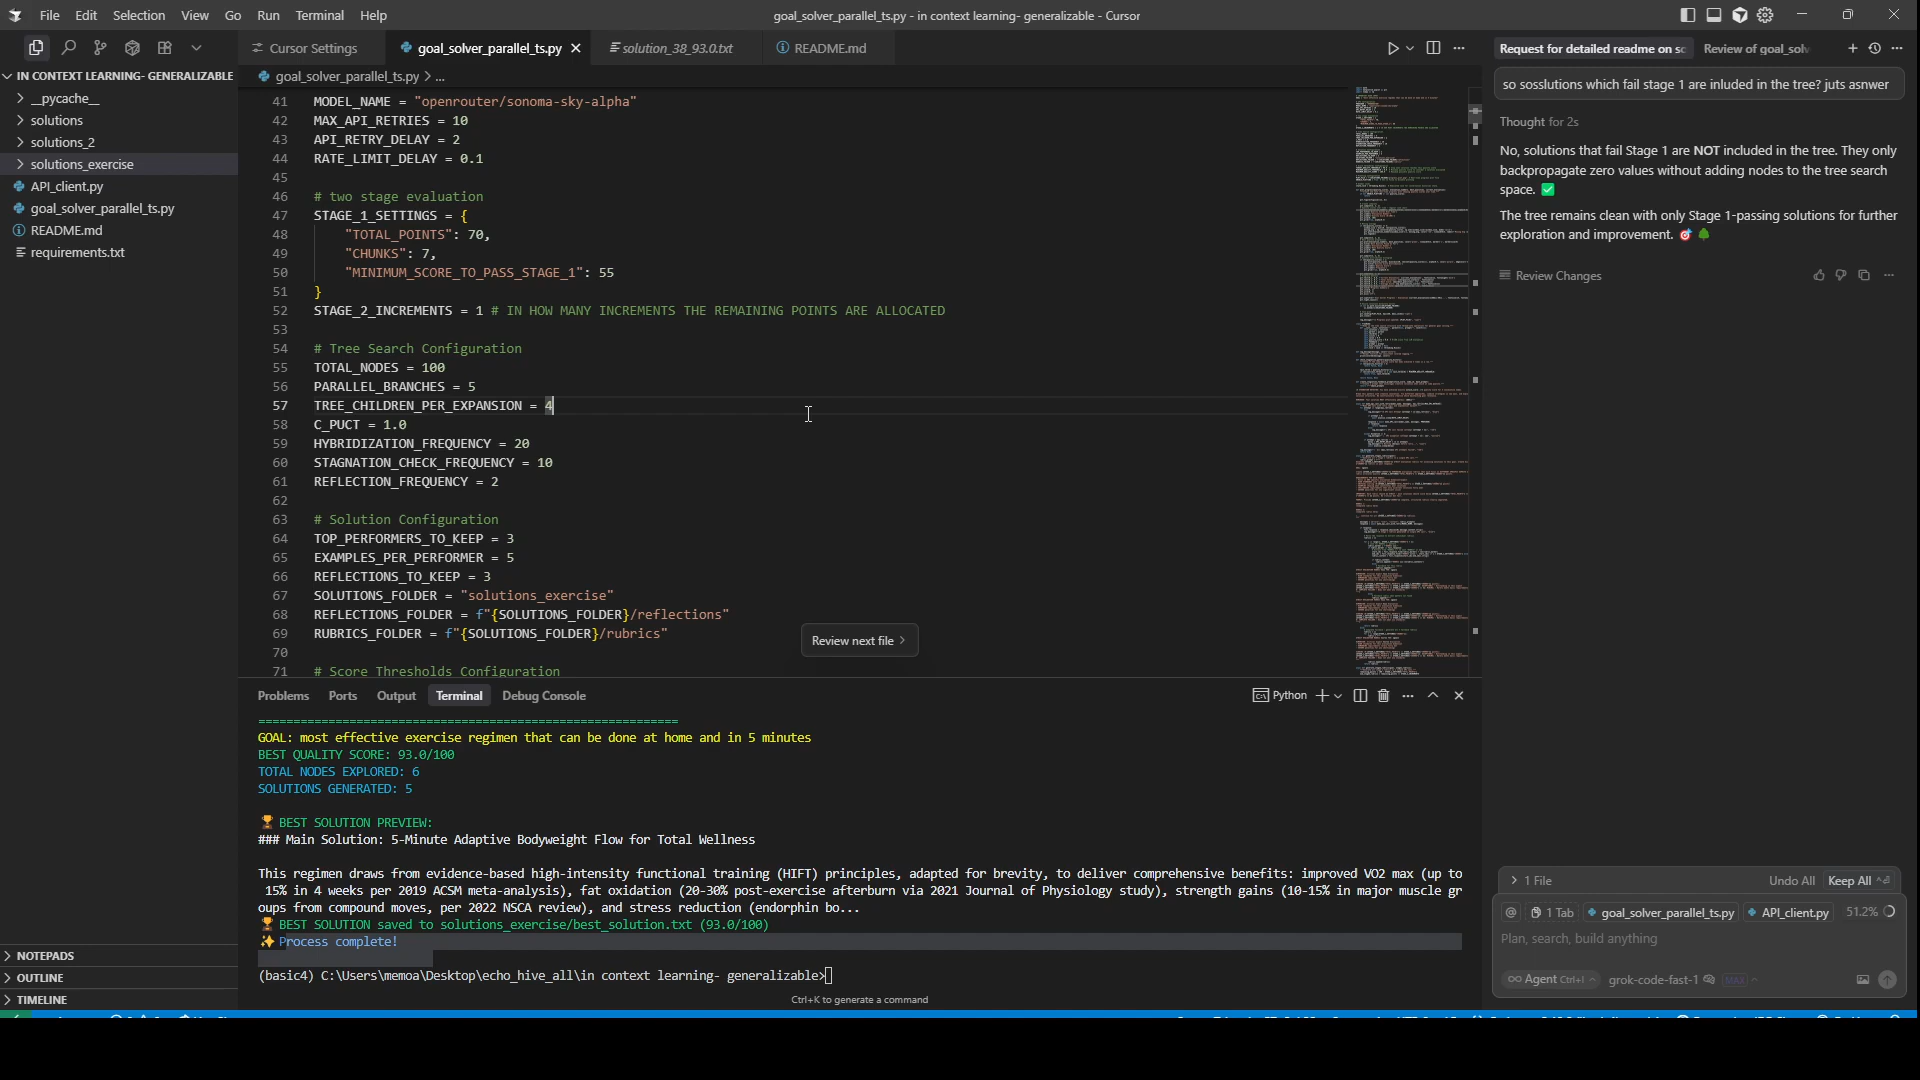 File Edit Selection View Go Run Terminal Help
goal_solver_parallel_ts.py - in context learning- generalizable - Cursor
Cursor Settings
goal_solver_parallel_ts.py
solution_38_93.0.txt
README.md
IN CONTEXT LEARNING- GENERALIZABLE
__pycache__
solutions
solutions_2
solutions_exercise
API_client.py
goal_solver_parallel_ts.py
README.md
requirements.txt
NOTEPADS
OUTLINE
TIMELINE
goal_solver_parallel_ts.py > ...
41 MODEL_NAME = "openrouter/sonoma-sky-alpha"
42 MAX_API_RETRIES = 10
43 API_RETRY_DELAY = 2
44 RATE_LIMIT_DELAY = 0.1
45
46 # two stage evaluation
47 STAGE_1_SETTINGS = {
48 "TOTAL_POINTS": 70,
49 "CHUNKS": 7,
50 "MINIMUM_SCORE_TO_PASS_STAGE_1": 55
51 }
52 STAGE_2_INCREMENTS = 1 # IN HOW MANY INCREMENTS THE REMAINING POINTS ARE ALLOCATED
53
54 # Tree Search Configuration
55 TOTAL_NODES = 100
56 PARALLEL_BRANCHES = 5
57 TREE_CHILDREN_PER_EXPANSION = 4
58 C_PUCT = 1.0
59 HYBRIDIZATION_FREQUENCY = 20
60 STAGNATION_CHECK_FREQUENCY = 10
61 REFLECTION_FREQUENCY = 2
62
63 # Solution Configuration
64 TOP_PERFORMERS_TO_KEEP = 3
65 EXAMPLES_PER_PERFORMER = 5
66 REFLECTIONS_TO_KEEP = 3
67 SOLUTIONS_FOLDER = "solutions_exercise"
68 REFLECTIONS_FOLDER = f"{SOLUTIONS_FOLDER}/reflections"
69 RUBRICS_FOLDER = f"{SOLUTIONS_FOLDER}/rubrics"
70
71 # Score Thresholds Configuration
Review next file >
Problems Ports Output Terminal Debug Console
Python
============================================================
GOAL: most effective exercise regimen that can be done at home and in 5 minutes
BEST QUALITY SCORE: 93.0/100
TOTAL NODES EXPLORED: 6
SOLUTIONS GENERATED: 5
🏆 BEST SOLUTION PREVIEW:
### Main Solution: 5-Minute Adaptive Bodyweight Flow for Total Wellness
This regimen draws from evidence-based high-intensity functional training (HIFT) principles, adapted for brevity, to deliver comprehensive benefits: improved VO2 max (up to
15% in 4 weeks per 2019 ACSM meta-analysis), fat oxidation (20-30% post-exercise afterburn via 2021 Journal of Physiology study), strength gains (10-15% in major muscle gr
oups from compound moves, per 2022 NSCA review), and stress reduction (endorphin bo...
🏆 BEST SOLUTION saved to solutions_exercise/best_solution.txt (93.0/100)
✨ Process complete!
(basic4) C:\Users\memoa\Desktop\echo_hive_all\in context learning- generalizable>
Ctrl+K to generate a command
Request for detailed readme on sc
Review of goal_solv
so sosslutions which fail stage 1 are inluded in the tree? juts asnwer
Thought for 2s
No, solutions that fail Stage 1 are NOT included in the tree. They only
backpropagate zero values without adding nodes to the tree search
space. ✅
The tree remains clean with only Stage 1-passing solutions for further
exploration and improvement. 🎯 🌳
Review Changes
> 1 File Undo All Keep All
@ 1 Tab goal_solver_parallel_ts.py API_client.py 51.2%
Plan, search, build anything
Agent Ctrl+I grok-code-fast-1 MAX